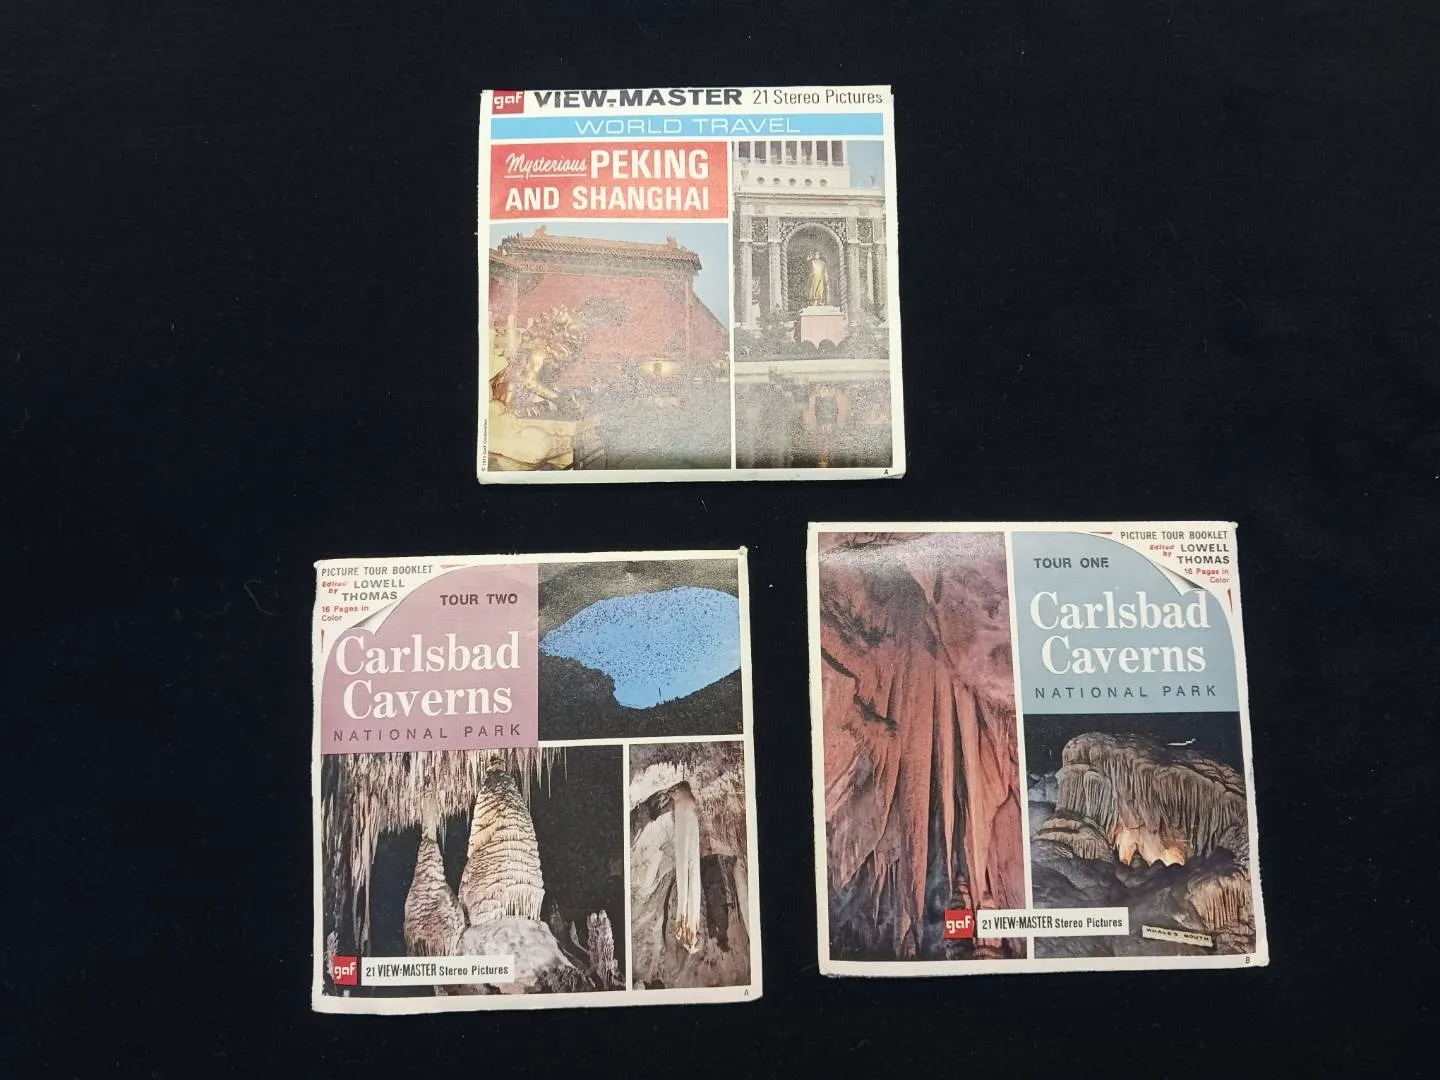 gaf VIEW-MASTER 21 Stereo Pictures
WORLD TRAVEL
Mysterious PEKING
AND SHANGHAI
A
PICTURE TOUR BOOKLET
Edited by LOWELL
THOMAS
16 Pages in
Color
TOUR TWO
Carlsbad
Caverns
NATIONAL PARK
gaf 21 VIEW-MASTER Stereo Pictures
A
PICTURE TOUR BOOKLET
Edited by LOWELL
THOMAS
16 Pages in
Color
TOUR ONE
Carlsbad
Caverns
NATIONAL PARK
gaf 21 VIEW-MASTER Stereo Pictures
WHALE'S MOUTH
B